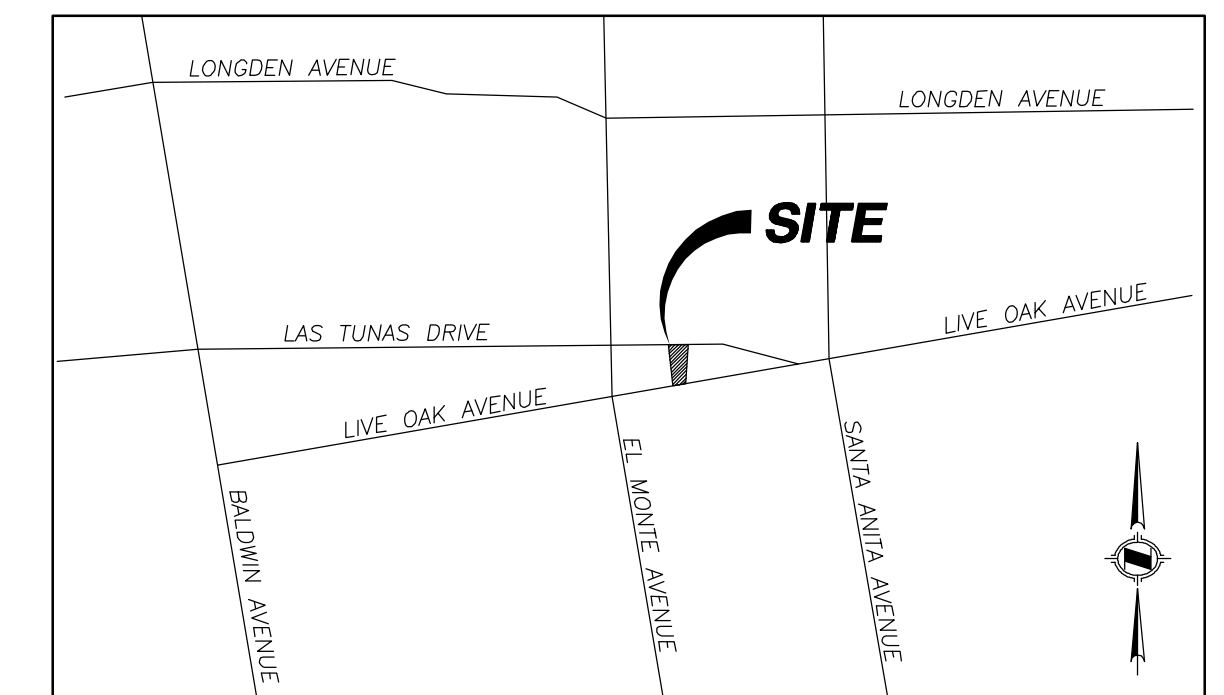 LONGDEN AVENUE
LONGDEN AVENUE
SITE
LIVE OAK AVENUE
LAS TUNAS DRIVE
LIVE OAK AVENUE
EL MONTE AVENUE
SANTA ANITA AVENUE
BALDWIN AVENUE